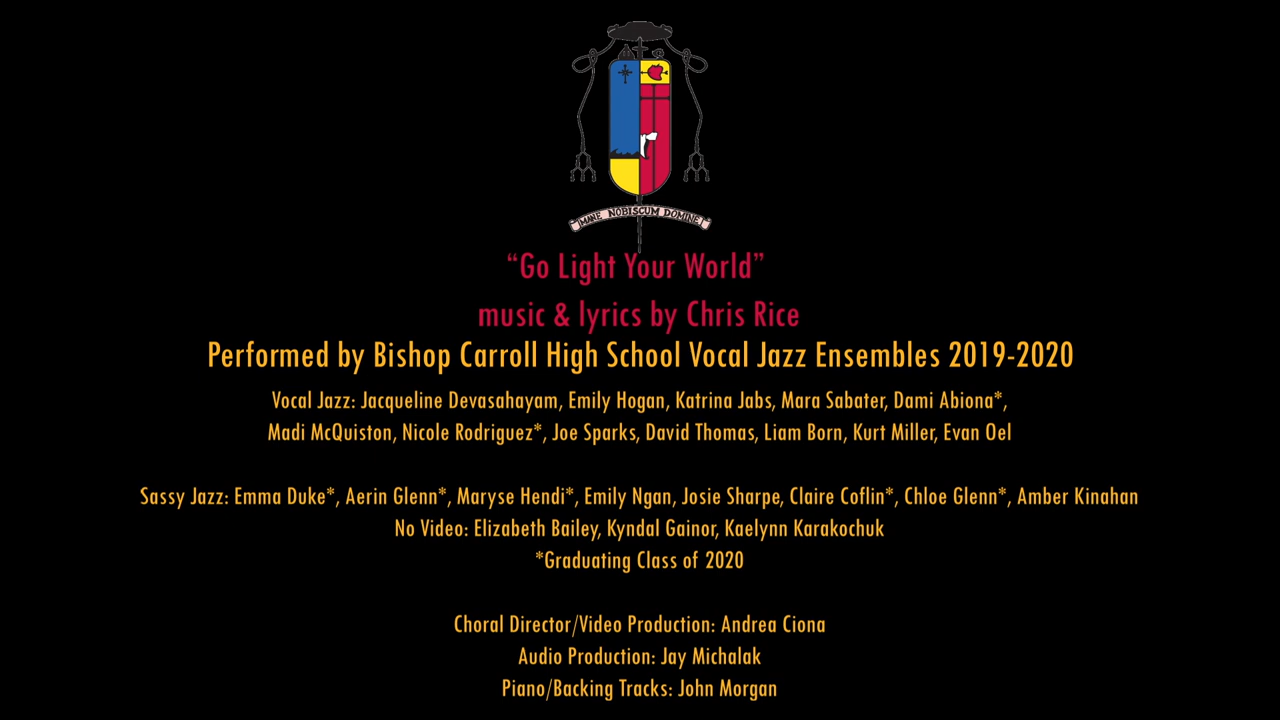 MANE NOBISCUM DOMINE
“Go Light Your World”
music & lyrics by Chris Rice
Performed by Bishop Carroll High School Vocal Jazz Ensembles 2019-2020
Vocal Jazz: Jacqueline Devasahayam, Emily Hogan, Katrina Jabs, Mara Sabater, Dami Abiona*,
Madi McQuiston, Nicole Rodriguez*, Joe Sparks, David Thomas, Liam Born, Kurt Miller, Evan Oel
Sassy Jazz: Emma Duke*, Aerin Glenn*, Maryse Hendi*, Emily Ngan, Josie Sharpe, Claire Coflin*, Chloe Glenn*, Amber Kinahan
No Video: Elizabeth Bailey, Kyndal Gainor, Kaelynn Karakochuk
*Graduating Class of 2020
Choral Director/Video Production: Andrea Ciona
Audio Production: Jay Michalak
Piano/Backing Tracks: John Morgan